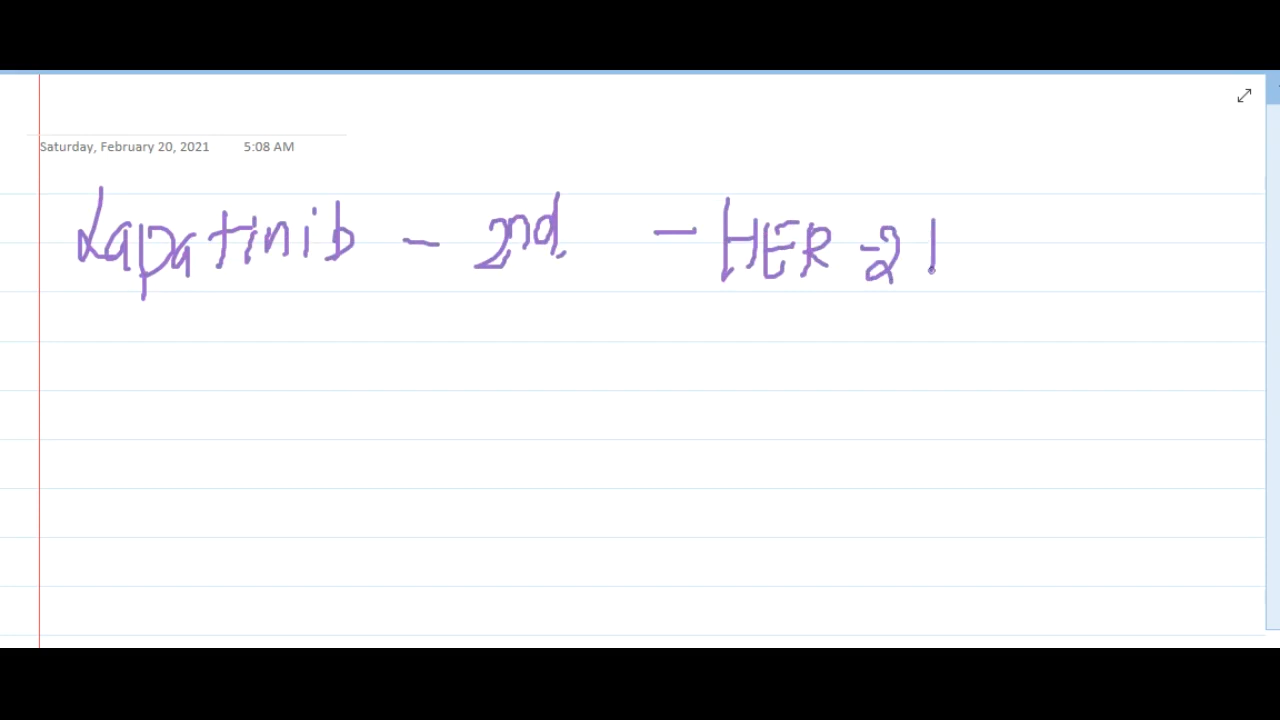 Saturday, February 20, 2021 5:08 AM
Lapatinib - 2nd. - HER-2 |